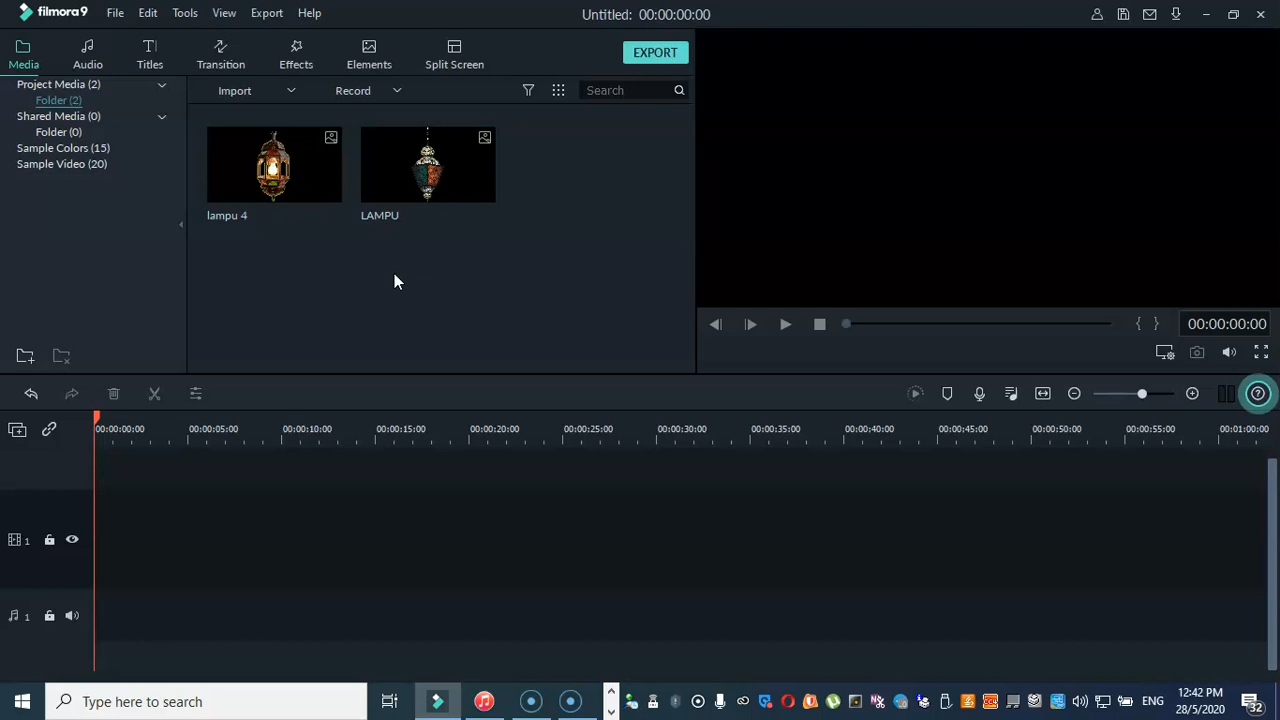 filmora9 File Edit Tools View Export Help Untitled: 00:00:00:00
Media Audio Titles Transition Effects Elements Split Screen EXPORT
Project Media (2)
Folder (2)
Shared Media (0)
Folder (0)
Sample Colors (15)
Sample Video (20)
Import Record Search
lampu 4 LAMPU
{ } 00:00:00:00
00:00:00:00 00:00:05:00 00:00:10:00 00:00:15:00 00:00:20:00 00:00:25:00 00:00:30:00 00:00:35:00 00:00:40:00 00:00:45:00 00:00:50:00 00:00:55:00 00:01:00:00
1
1
Type here to search ENG 12:42 PM
28/5/2020 32